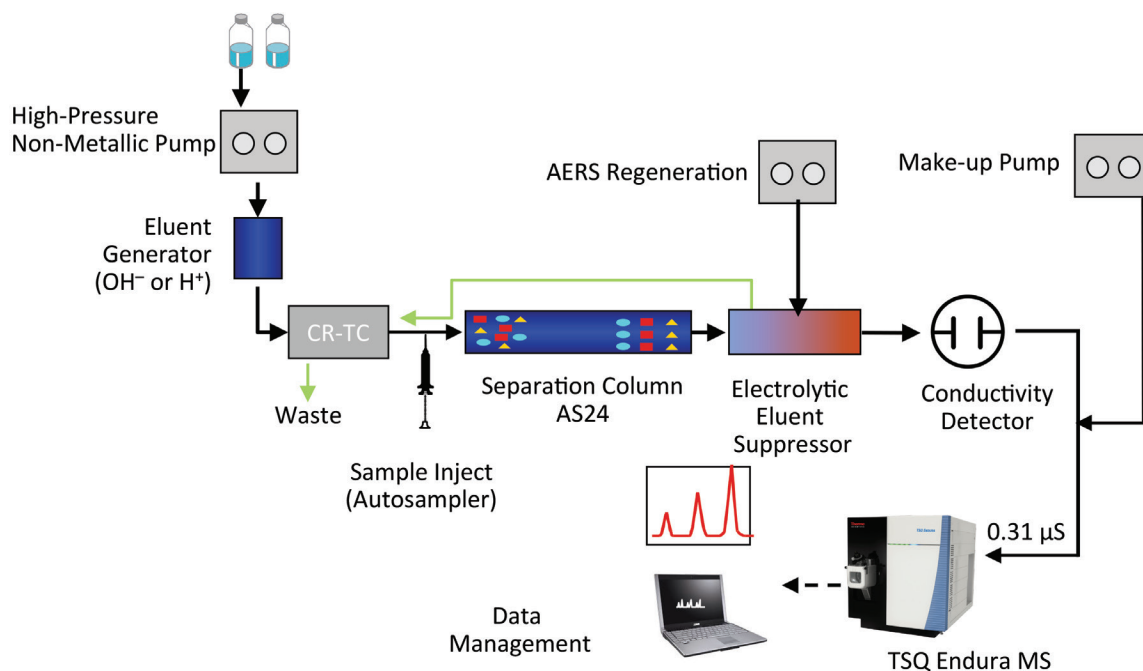 High-Pressure
Non-Metallic Pump
AERS Regeneration
Make-up Pump
Eluent
Generator
(OH⁻ or H⁺)
CR-TC
Waste
Sample Inject
(Autosampler)
Separation Column
AS24
Electrolytic
Eluent
Suppressor
Conductivity
Detector
0.31 µS
Data
Management
TSQ Endura MS